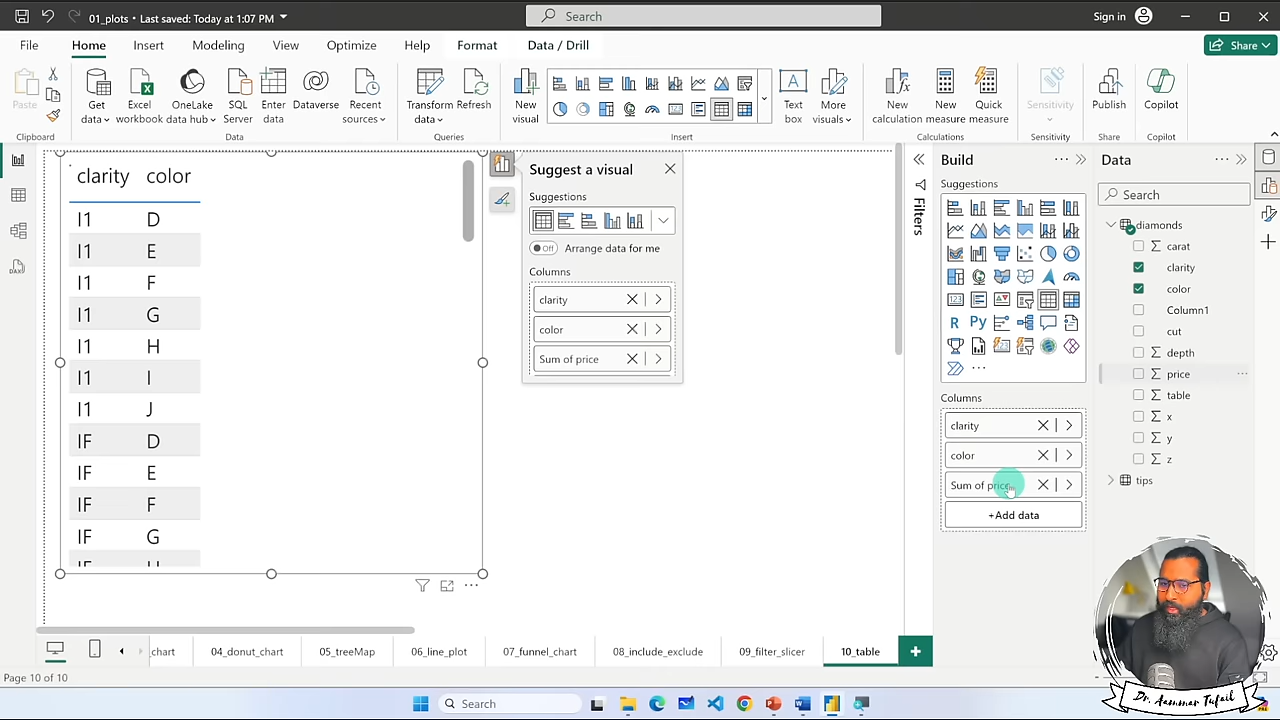 01_plots • Last saved: Today at 1:07 PM
Search
Sign in
File Home Insert Modeling View Optimize Help Format Data / Drill
Share
Paste
Get data
Excel workbook
OneLake data hub
SQL Server
Enter data
Dataverse
Recent sources
Transform data
Refresh
New visual
Text box
More visuals
New calculation
New measure
Quick measure
Sensitivity
Publish
Copilot
Clipboard
Data
Queries
Insert
Calculations
Sensitivity
Share
Copilot
clarity color
I1 D
I1 E
I1 F
I1 G
I1 H
I1 I
I1 J
IF D
IF E
IF F
IF G
Suggest a visual
Suggestions
Off Arrange data for me
Columns
clarity
color
Sum of price
Filters
Build
Suggestions
123
R Py
123
Columns
clarity
color
Sum of price
+Add data
Data
Search
diamonds
carat
clarity
color
Column1
cut
depth
price
table
x
y
z
tips
chart
04_donut_chart
05_treeMap
06_line_plot
07_funnel_chart
08_include_exclude
09_filter_slicer
10_table
Page 10 of 10
Search
Dr. Aammar Tufail